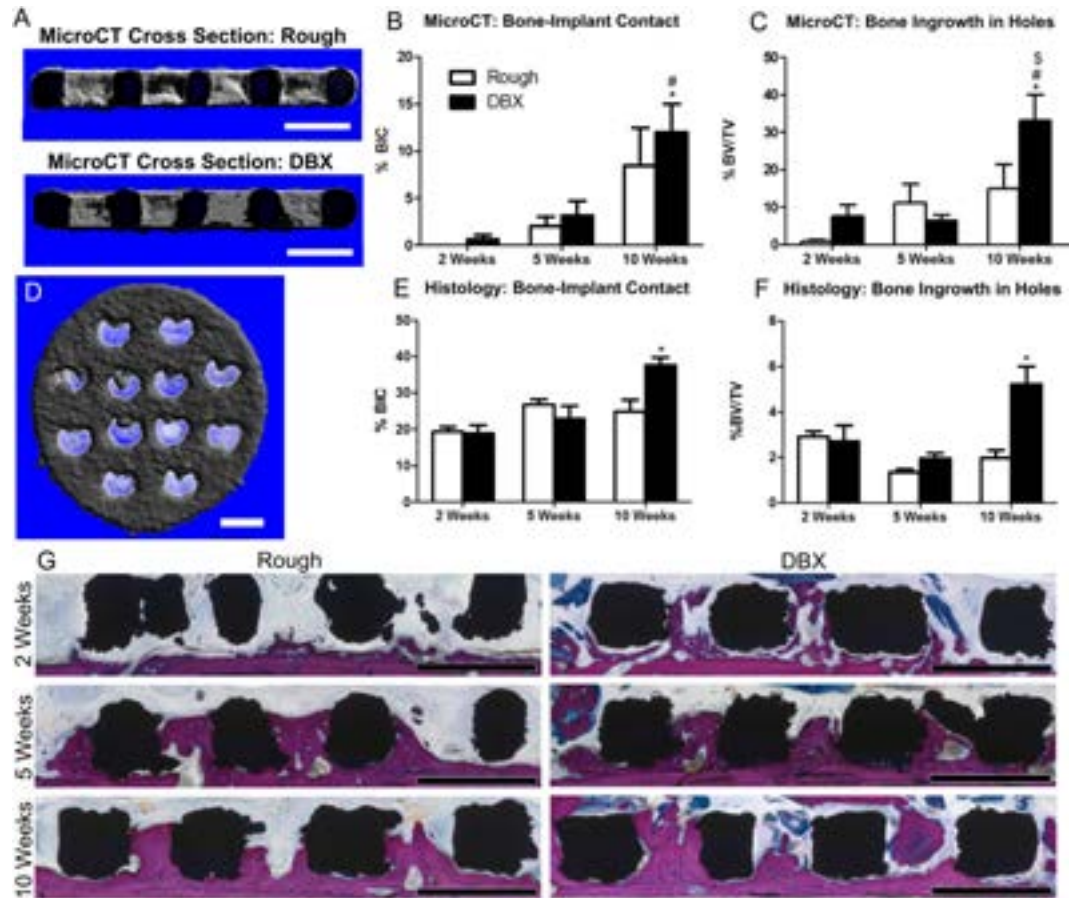 A
MicroCT Cross Section: Rough
MicroCT Cross Section: DBX
B MicroCT: Bone-Implant Contact
Rough
DBX
% BIC
20
15
10
5
0
#
*
2 Weeks 5 Weeks 10 Weeks
C MicroCT: Bone Ingrowth in Holes
% BV/TV
50
40
30
20
10
0
$
#
*
2 Weeks 5 Weeks 10 Weeks
D
E Histology: Bone-Implant Contact
% BIC
50
40
30
20
10
0
*
2 Weeks 5 Weeks 10 Weeks
F Histology: Bone Ingrowth in Holes
%BV/TV
8
6
4
2
0
*
2 Weeks 5 Weeks 10 Weeks
G
Rough DBX
2 Weeks
5 Weeks
10 Weeks